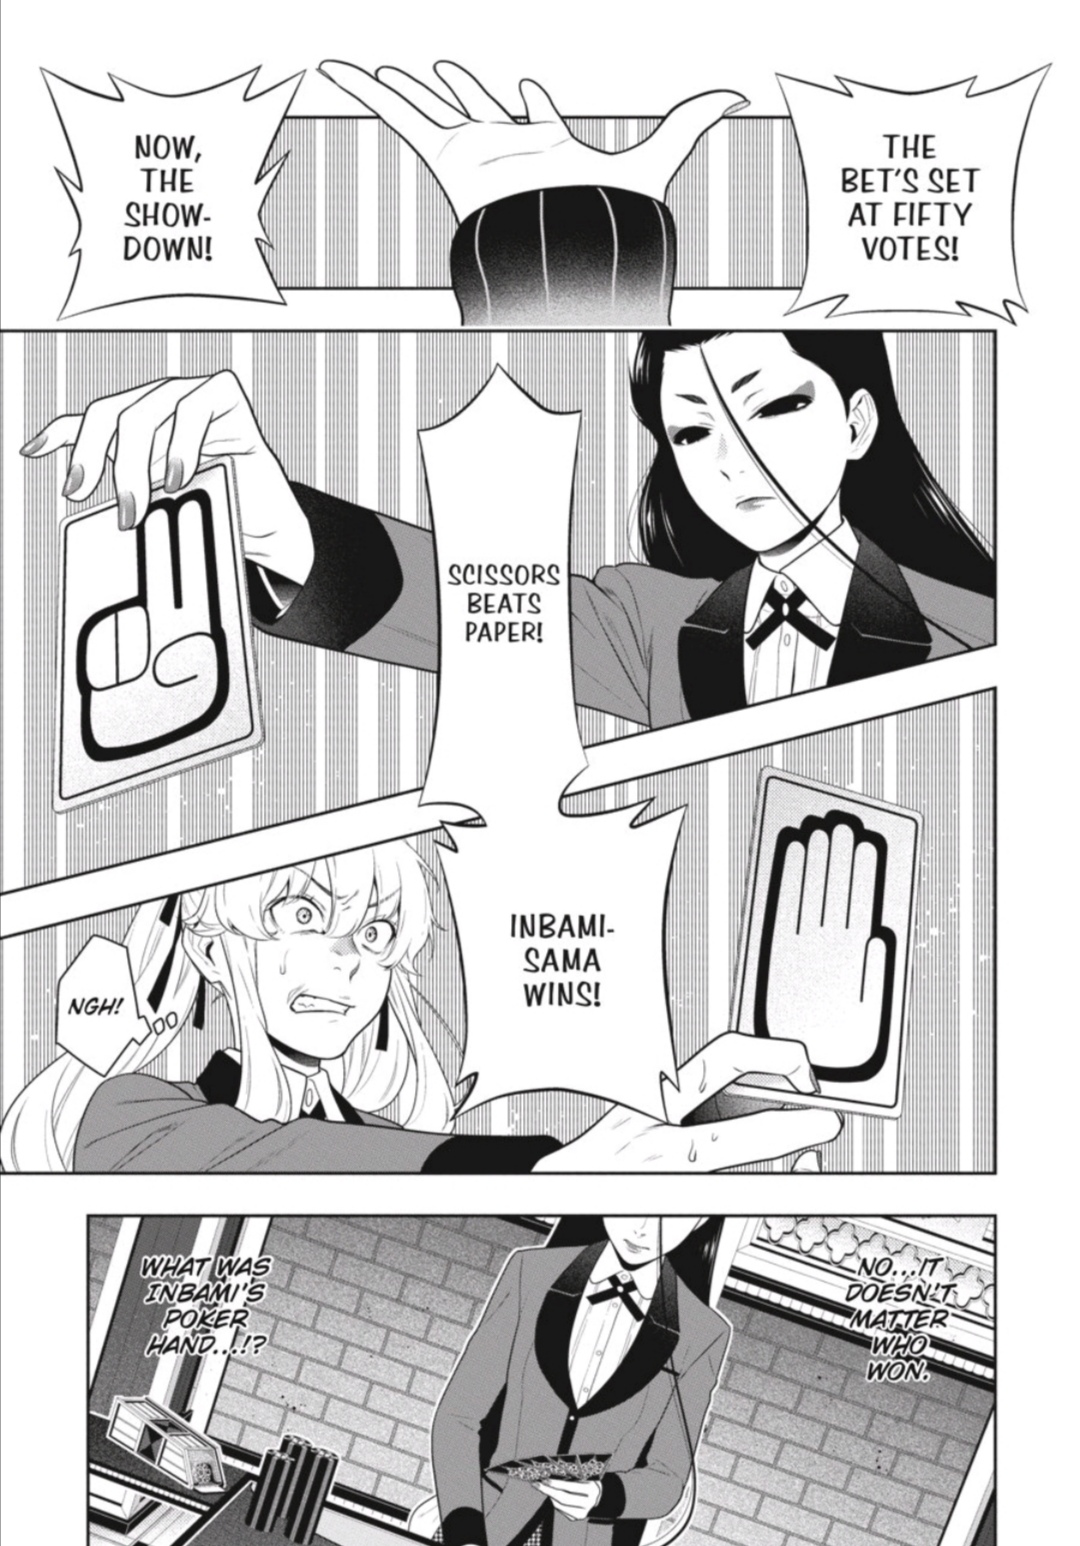 THE
BET'S SET
AT FIFTY
VOTES!
NOW,
THE
SHOW-
DOWN!
SCISSORS
BEATS
PAPER!
INBAMI-
SAMA
WINS!
NGH!
NO...IT
DOESN'T
MATTER
WHO
WON.
WHAT WAS
INBAMI'S
POKER
HAND...!?